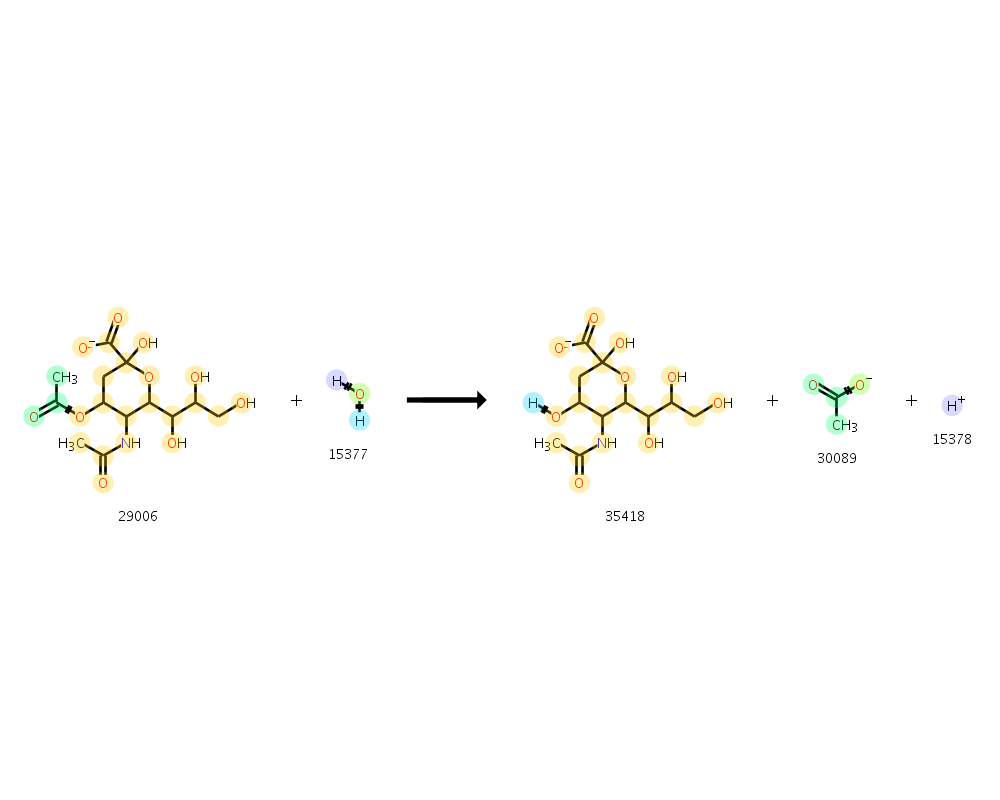 O
O⁻ OH
CH₃ O OH
O O OH
H₃C NH OH
O
29006
+
H
O
H
15377
O
O⁻ OH
O OH
H O OH
H₃C NH OH
O
35418
+
O O⁻
CH₃
30089
+
H⁺
15378